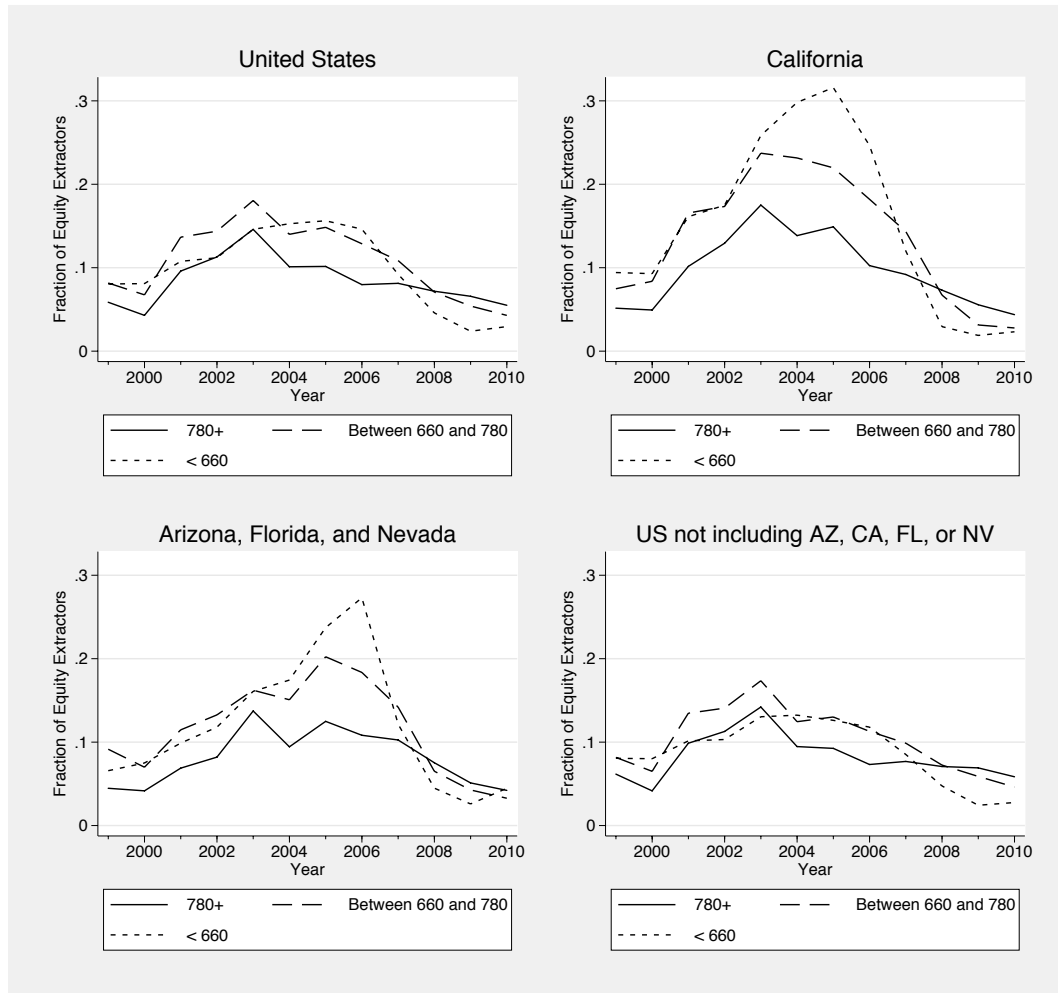 United States
Fraction of Equity Extractors
.3
.2
.1
0
2000 2002 2004 2006 2008 2010
Year
780+ Between 660 and 780
< 660
California
Fraction of Equity Extractors
.3
.2
.1
0
2000 2002 2004 2006 2008 2010
Year
780+ Between 660 and 780
< 660
Arizona, Florida, and Nevada
Fraction of Equity Extractors
.3
.2
.1
0
2000 2002 2004 2006 2008 2010
Year
780+ Between 660 and 780
< 660
US not including AZ, CA, FL, or NV
Fraction of Equity Extractors
.3
.2
.1
0
2000 2002 2004 2006 2008 2010
Year
780+ Between 660 and 780
< 660